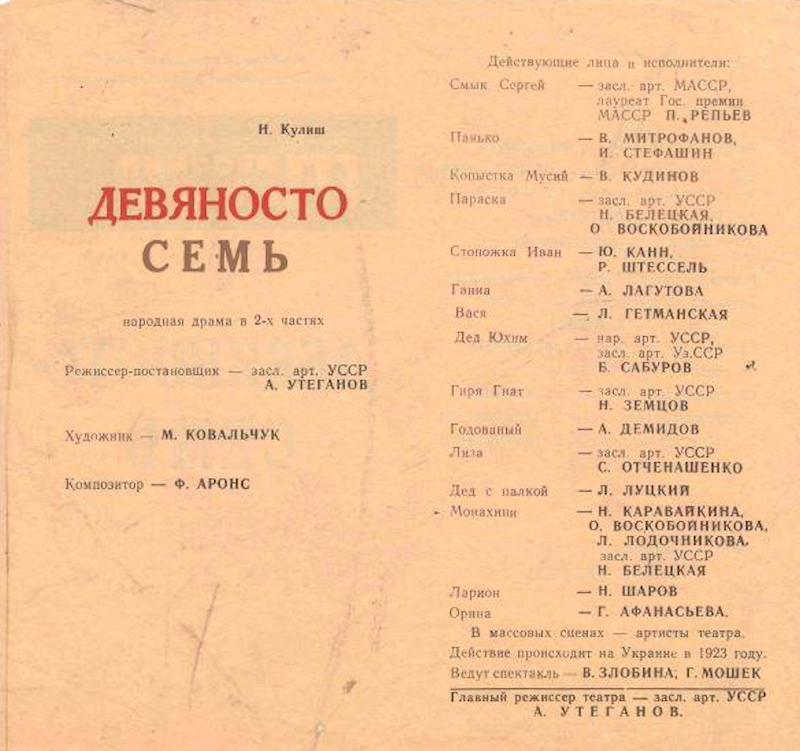 Н. Кулиш
ДЕВЯНОСТО
СЕМЬ
народная драма в 2-х частях
Режиссер-постановщик — засл. арт. УССР
А. УТЕГАНОВ
Художник — М. КОВАЛЬЧУК
Композитор — Ф. АРОНС
Действующие лица и исполнители:
Смык Сергей — засл. арт. МАССР,
лауреат Гос. премии
МАССР П. РЕПЬЕВ
Панько — В. МИТРОФАНОВ,
И. СТЕФАШИН
Копыстка Мусий — В. КУДИНОВ
Параска — засл. арт. УССР
Н. БЕЛЕЦКАЯ,
О ВОСКОБОЙНИКОВА
Стоножка Иван — Ю. КАНН,
Р. ШТЕССЕЛЬ
Ганна — А. ЛАГУТОВА
Вася — Л. ГЕТМАНСКАЯ
Дед Юхим — нар. арт. УССР,
засл. арт. Уз.ССР
Б. САБУРОВ
Гиря Гнат — засл. арт. УССР
Н. ЗЕМЦОВ
Годованый — А. ДЕМИДОВ
Лиза — засл. арт. УССР
С. ОТЧЕНАШЕНКО
Дед с палкой — Л. ЛУЦКИЙ
Монахини — Н. КАРАВАЙКИНА,
О. ВОСКОБОЙНИКОВА,
Л. ЛОДОЧНИКОВА,
засл. арт. УССР
Н. БЕЛЕЦКАЯ
Ларион — Н. ШАРОВ
Орина — Г. АФАНАСЬЕВА.
В массовых сценах — артисты театра.
Действие происходит на Украине в 1923 году.
Ведут спектакль — В. ЗЛОБИНА, Г. МОШЕК
Главный режиссер театра — засл. арт. УССР
А. УТЕГАНОВ.